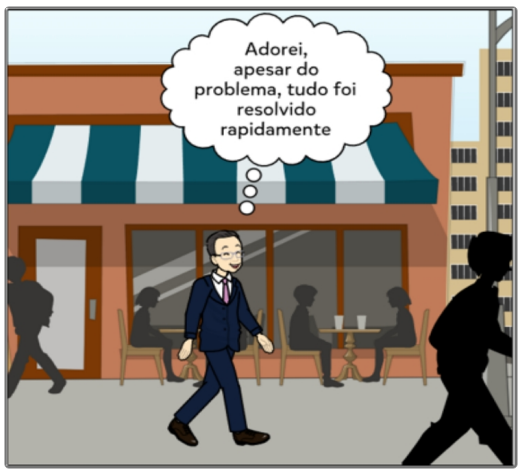 Adorei,
apesar do
problema, tudo foi
resolvido
rapidamente